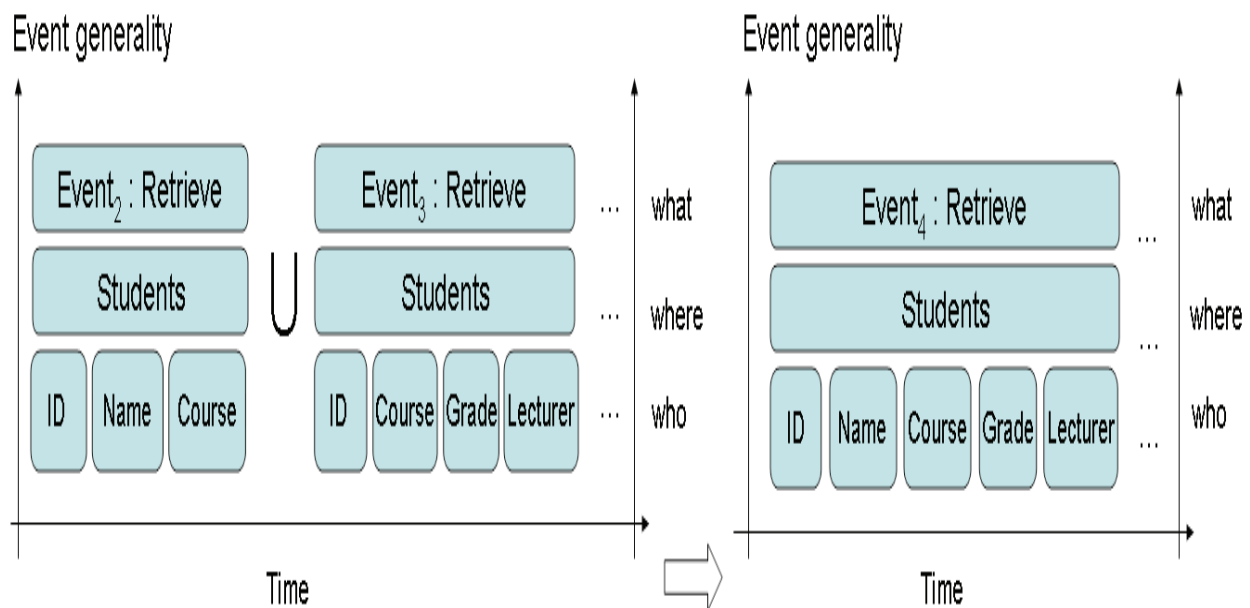 Event generality
Event2 : Retrieve
Event3 : Retrieve
... what
Students
∪
Students
... where
ID
Name
Course
ID
Course
Grade
Lecturer
... who
Time
Event generality
Event4 : Retrieve
... what
Students
... where
ID
Name
Course
Grade
Lecturer
... who
Time